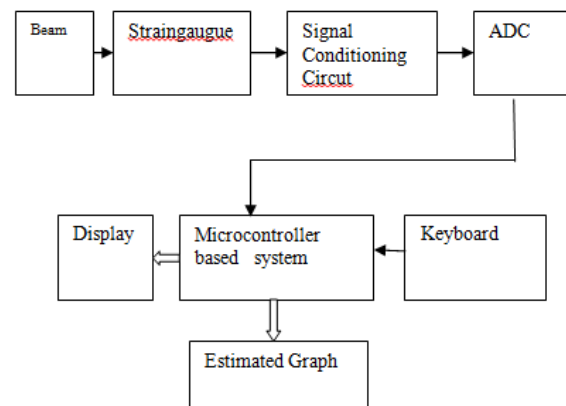 Beam
Straingaugue
Signal
Conditioning
Circut
ADC
Display
Microcontroller
based system
Keyboard
Estimated Graph